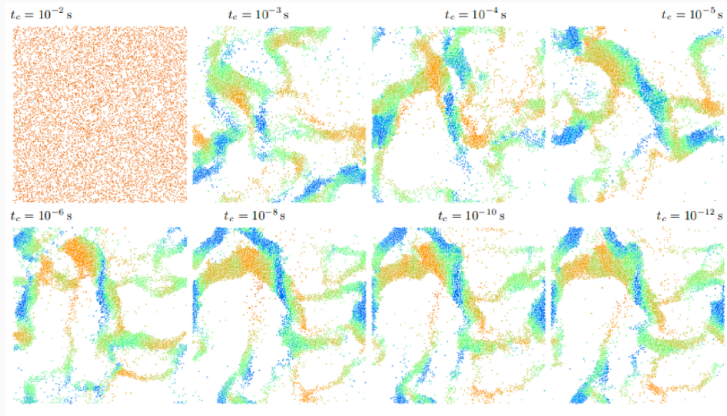 t_c = 10^{-2} s
t_c = 10^{-3} s
t_c = 10^{-4} s
t_c = 10^{-5} s
t_c = 10^{-6} s
t_c = 10^{-8} s
t_c = 10^{-10} s
t_c = 10^{-12} s